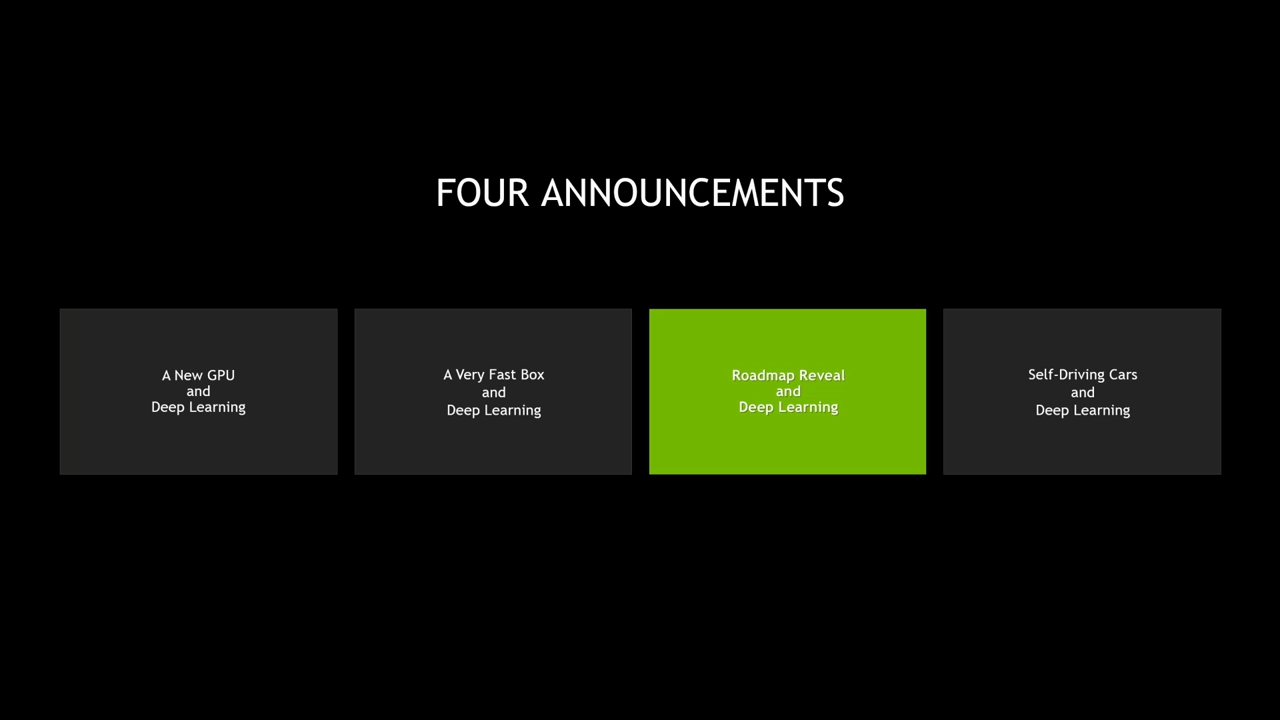 FOUR ANNOUNCEMENTS
A New GPU
and
Deep Learning
A Very Fast Box
and
Deep Learning
Roadmap Reveal
and
Deep Learning
Self-Driving Cars
and
Deep Learning